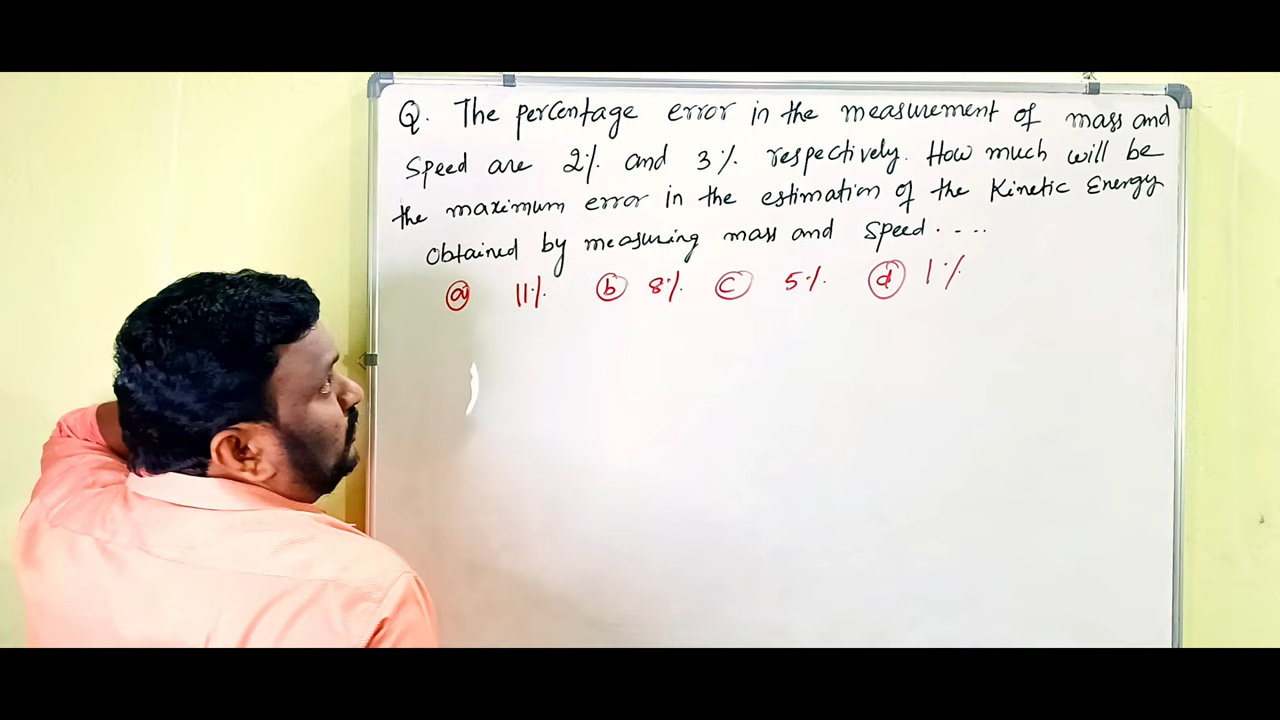 Q. The percentage error in the measurement of mass and
Speed are 2% and 3% respectively. How much will be
the maximum error in the estimation of the Kinetic Energy
obtained by measuring mass and Speed....
(a) 11% (b) 8% (c) 5% (d) 1%